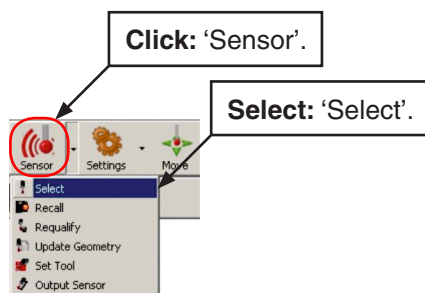 Click: 'Sensor'.
Select: 'Select'.
Sensor Settings Move
Select
Recall
Requalify
Update Geometry
Set Tool
Output Sensor